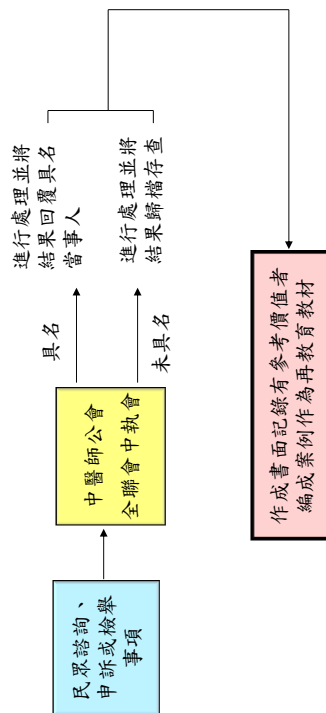 民眾諮詢、
申訴或檢舉
事項
中醫師公會
全聯會中執會
具名
未具名
進行處理並將
結果回覆具名
當事人
進行處理並將
結果歸檔存查
作成書面記錄有參考價值者
編成案例作為再教育教材